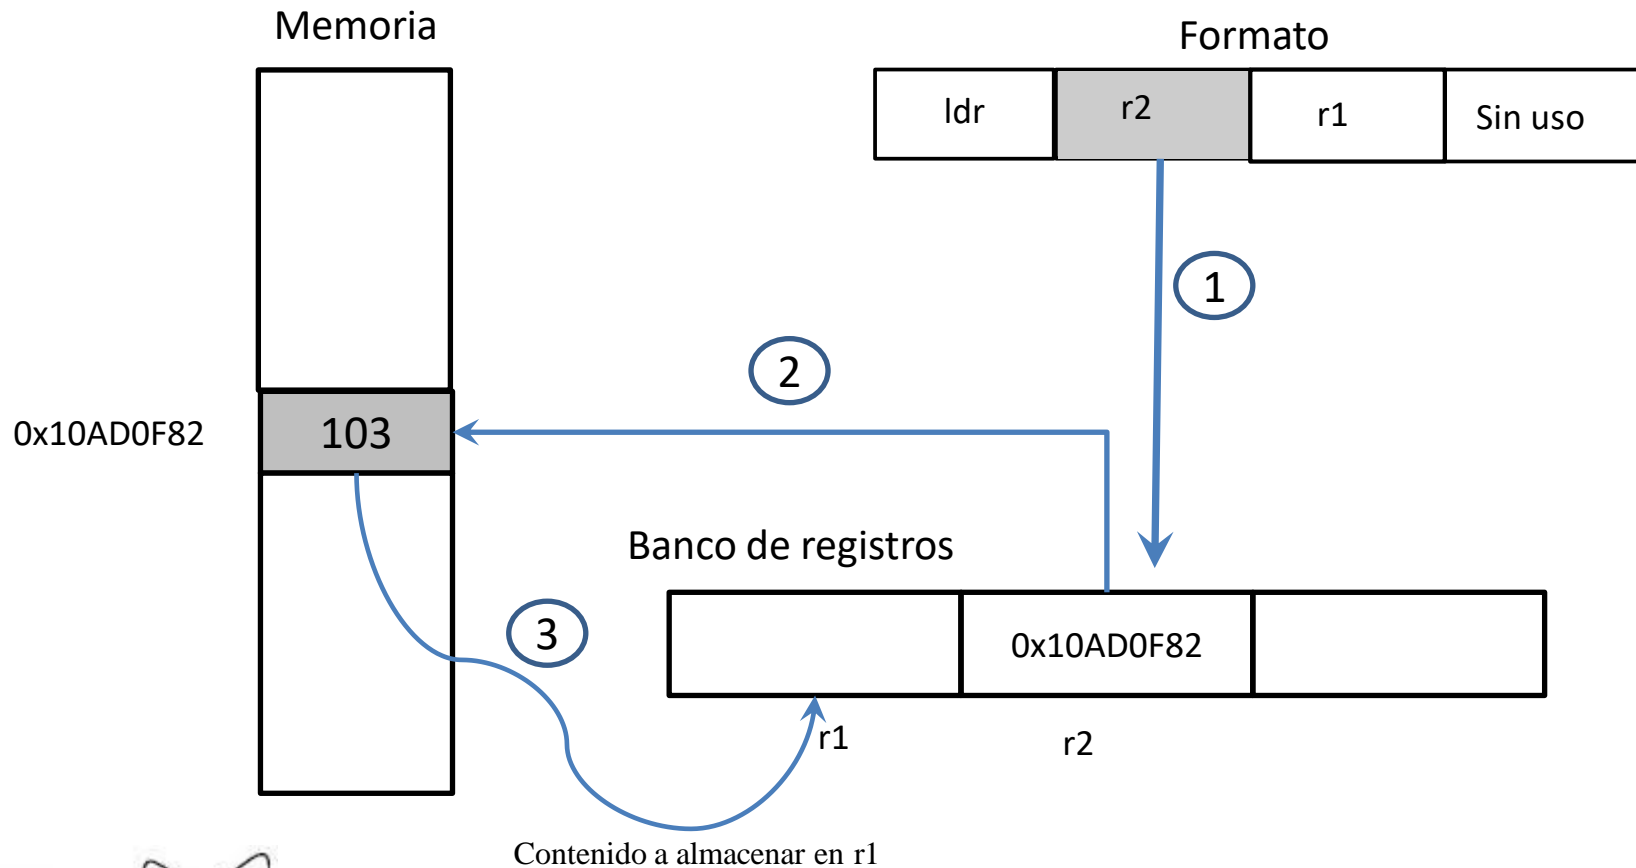 Memoria
Formato
ldr
r2
r1
Sin uso
1
2
0x10AD0F82
103
Banco de registros
3
0x10AD0F82
r1
r2
Contenido a almacenar en r1